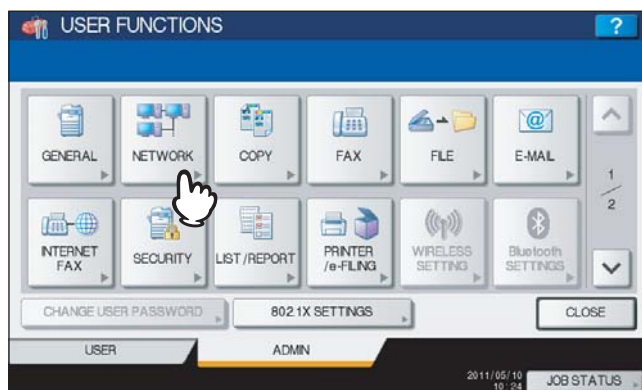 USER FUNCTIONS
?
GENERAL
NETWORK
COPY
FAX
FILE
@
E-MAIL
1
2
INTERNET
FAX
SECURITY
LIST/REPORT
PRINTER
/e-FILING
WIRELESS
SETTING
Bluetooth
SETTINGS
CHANGE USER PASSWORD
802.1X SETTINGS
CLOSE
USER
ADMIN
2011/05/10
10:24
JOB STATUS